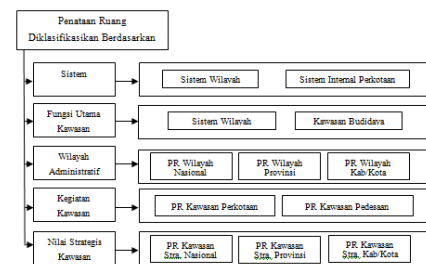 Penataan Ruang
Diklasifikasikan Berdasarkan
Sistem
Sistem Wilayah
Sistem Internal Perkotaan
Fungsi Utama
Kawasan
Sistem Wilayah
Kawasan Budidaya
Wilayah
Administratif
PR Wilayah
Nasional
PR Wilayah
Provinsi
PR Wilayah
Kab/Kota
Kegiatan
Kawasan
PR Kawasan Perkotaan
PR Kawasan Pedesaan
Nilai Strategis
Kawasan
PR Kawasan
Stra. Nasional
PR Kawasan
Stra. Provinsi
PR Kawasan
Stra. Kab/Kota